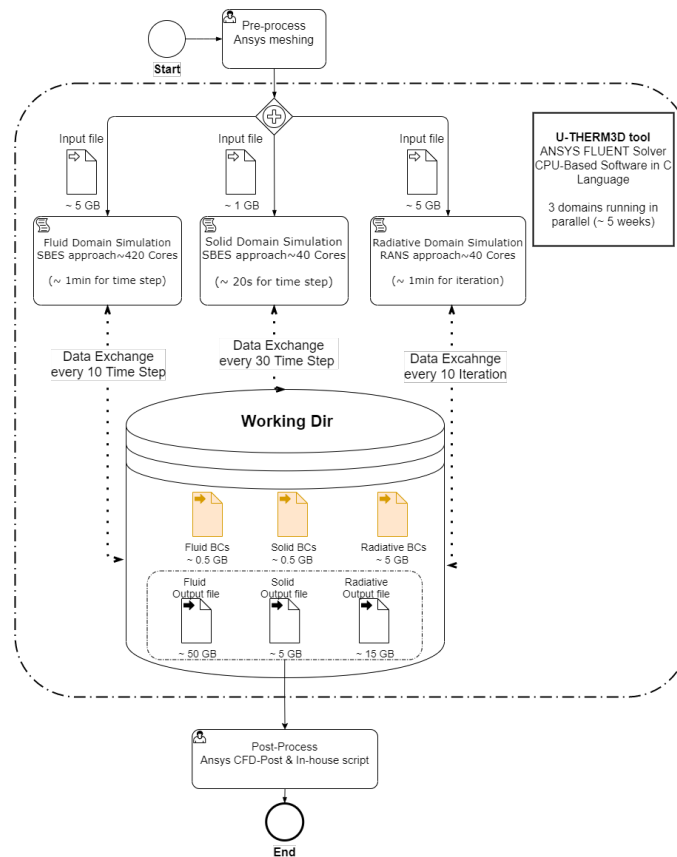 Pre-process
Ansys meshing
Start
Input file
~ 5 GB
Input file
~ 1 GB
Input file
~ 5 GB
U-THERM3D tool
ANSYS FLUENT Solver
CPU-Based Software in C
Language
3 domains running in
parallel (~ 5 weeks)
Fluid Domain Simulation
SBES approach~420 Cores
(~ 1min for time step)
Solid Domain Simulation
SBES approach~40 Cores
(~ 20s for time step)
Radiative Domain Simulation
RANS approach~40 Cores
(~ 1min for iteration)
Data Exchange
every 10 Time Step
Data Exchange
every 30 Time Step
Data Excahnge
every 10 Iteration
Working Dir
Fluid BCs
~ 0.5 GB
Solid BCs
~ 0.5 GB
Radiative BCs
~ 5 GB
Fluid
Output file
~ 50 GB
Solid
Output file
~ 5 GB
Radiative
Output file
~ 15 GB
Post-Process
Ansys CFD-Post & In-house script
End